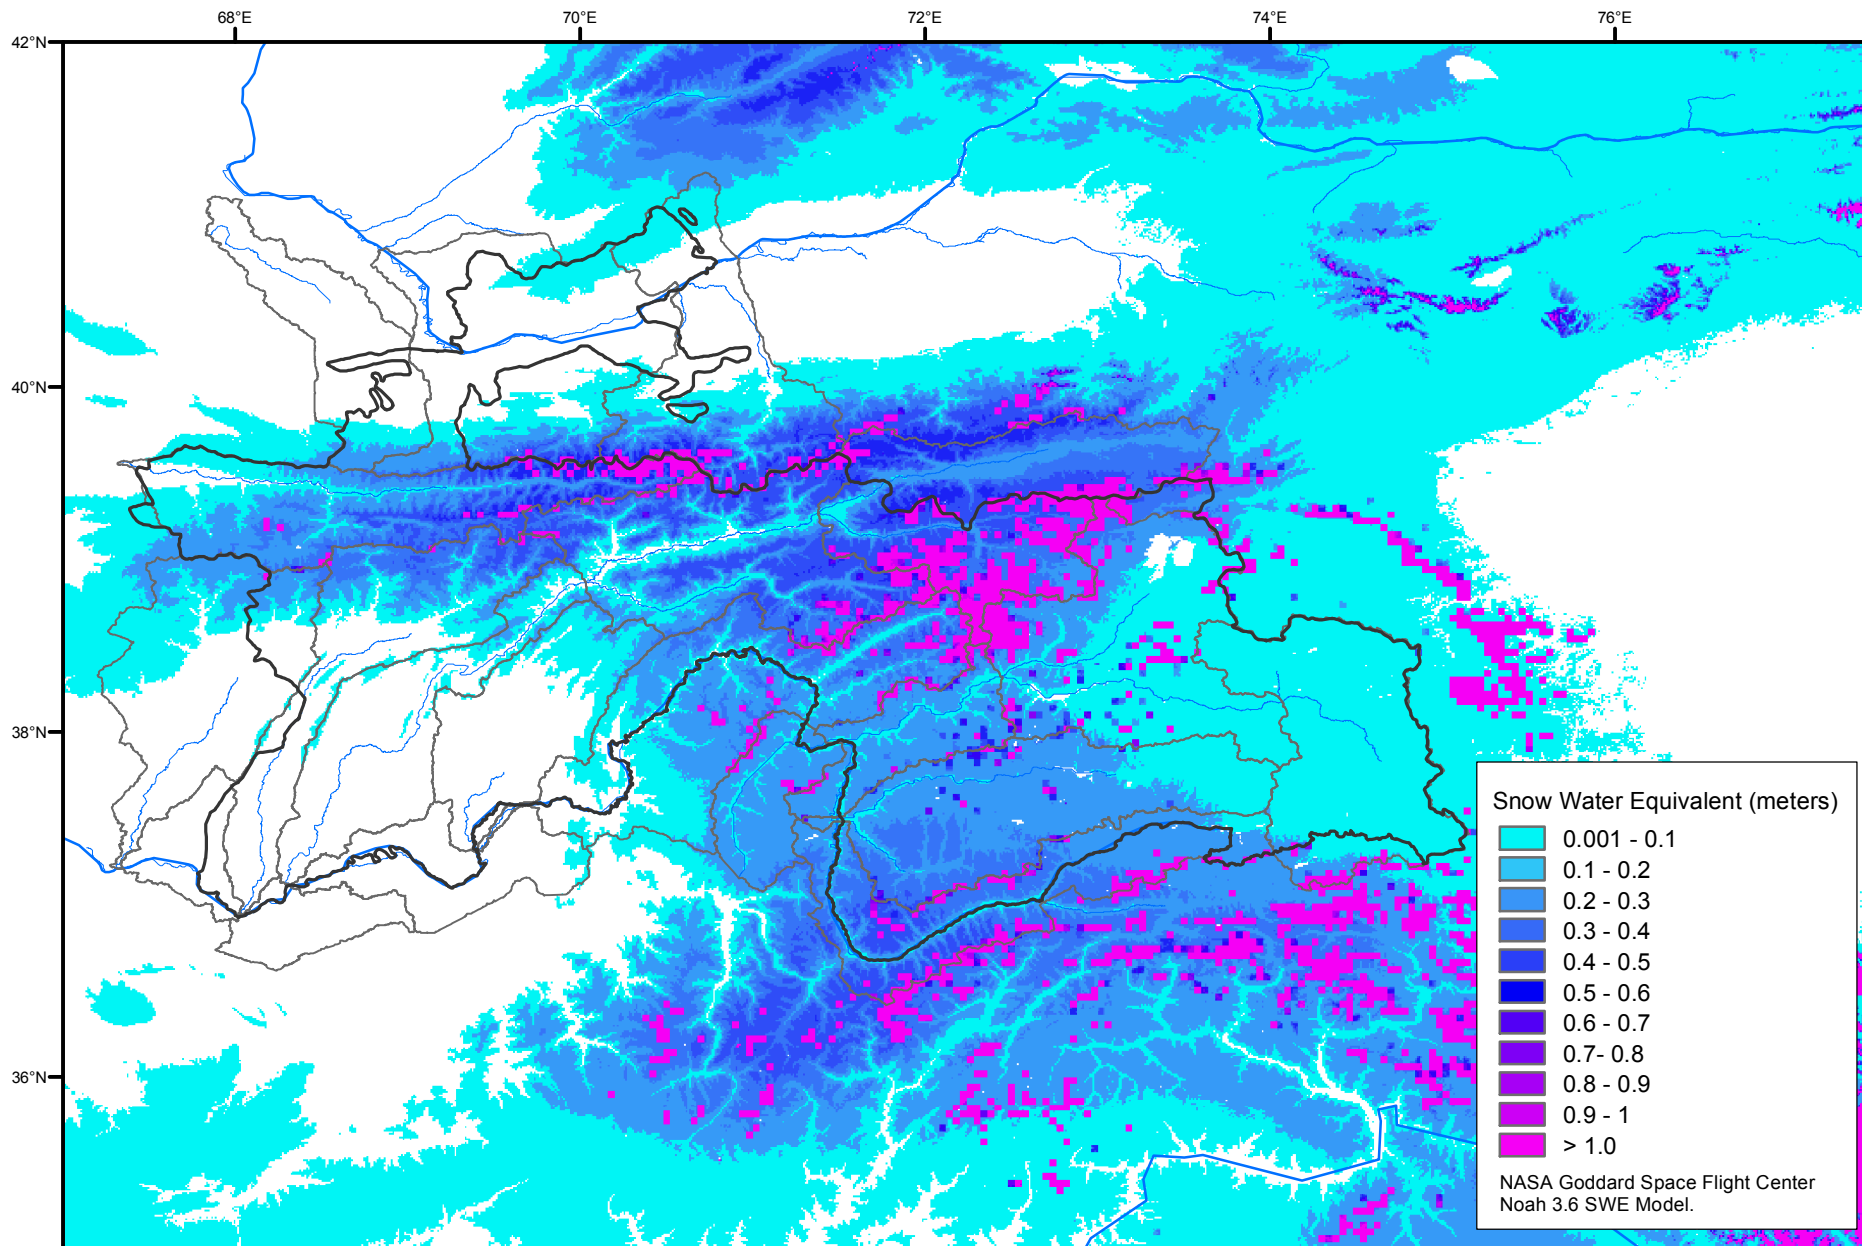 68°E
70°E
72°E
74°E
76°E
42°N
40°N
38°N
36°N
Snow Water Equivalent (meters)
0.001 - 0.1
0.1 - 0.2
0.2 - 0.3
0.3 - 0.4
0.4 - 0.5
0.5 - 0.6
0.6 - 0.7
0.7- 0.8
0.8 - 0.9
0.9 - 1
> 1.0
NASA Goddard Space Flight Center
Noah 3.6 SWE Model.